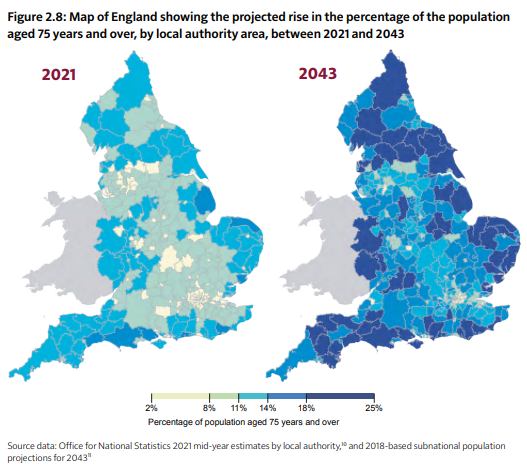 Figure 2.8: Map of England showing the projected rise in the percentage of the population
aged 75 years and over, by local authority area, between 2021 and 2043
2021
2043
2% 8% 11% 14% 18% 25%
Percentage of population aged 75 years and over
Source data: Office for National Statistics 2021 mid-year estimates by local authority,¹⁰ and 2018-based subnational population
projections for 2043⁹